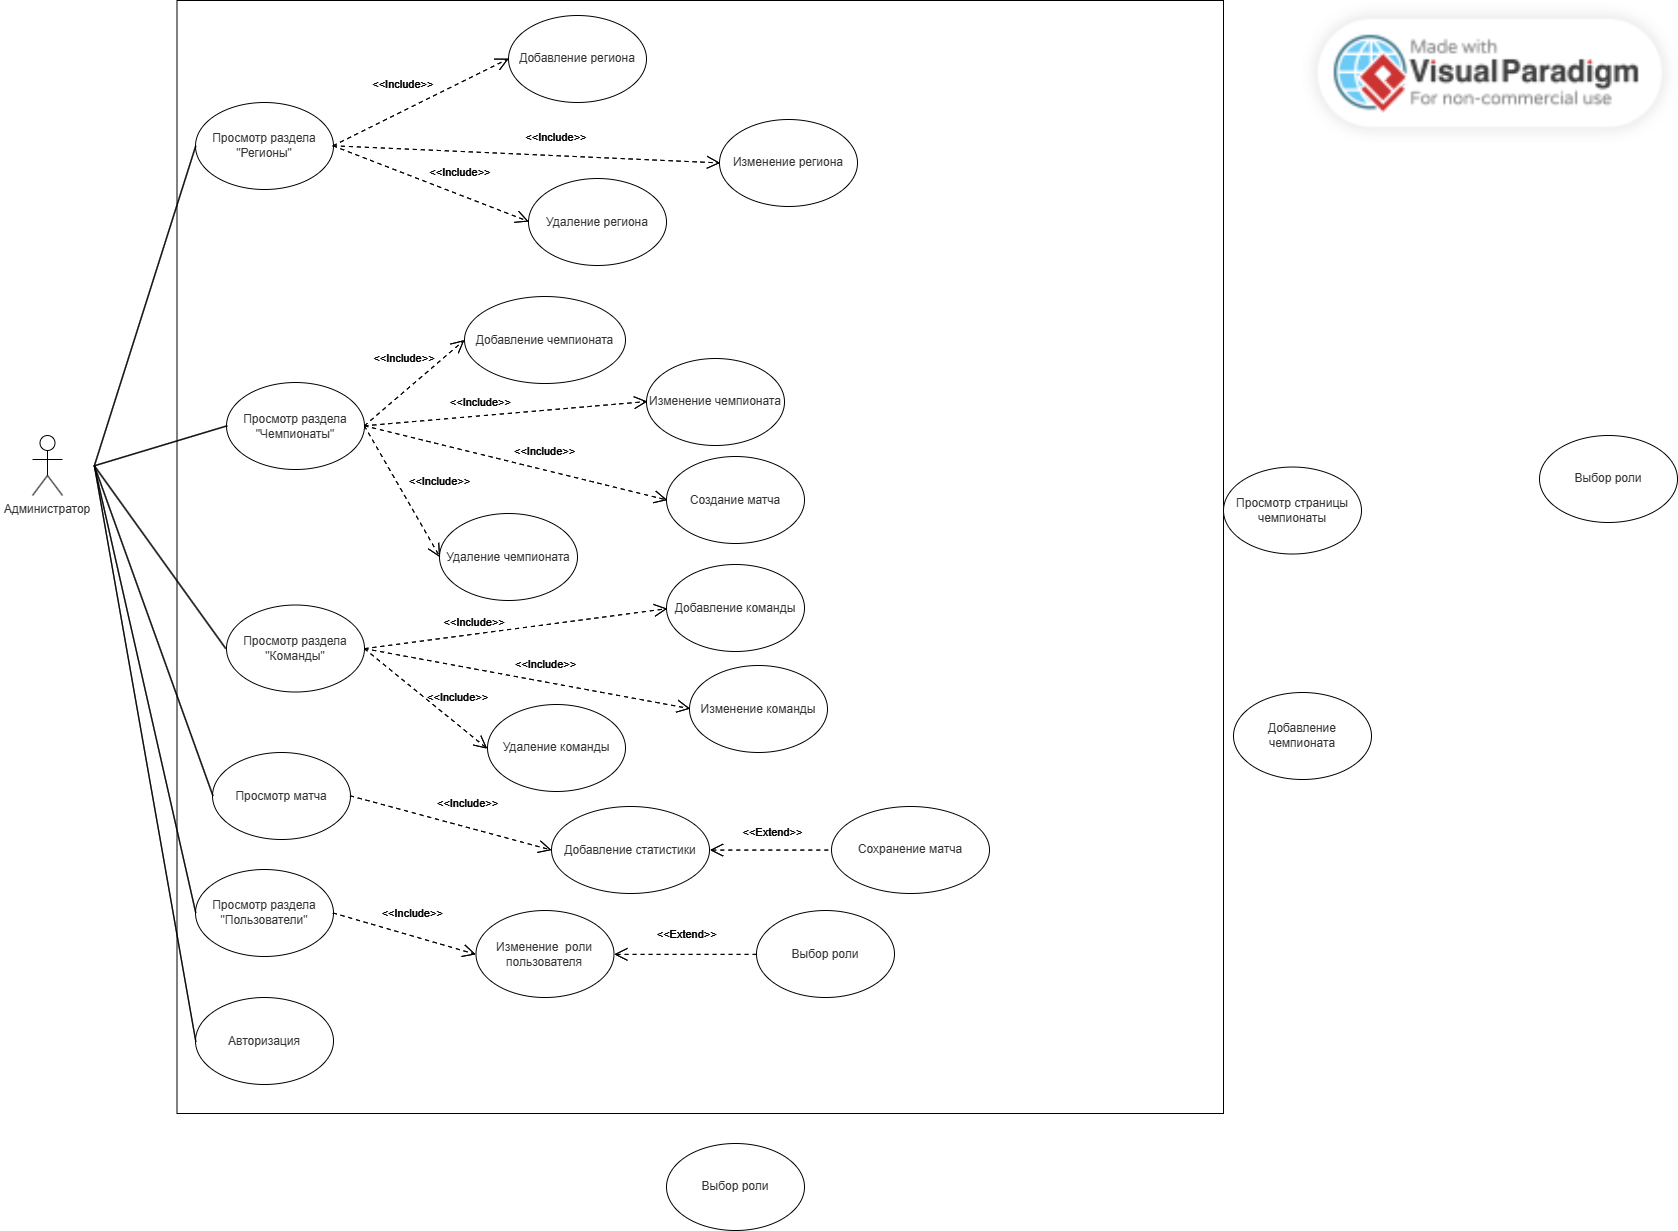 Made with
Visual Paradigm
For non-commercial use
Добавление региона
<<Include>>
Просмотр раздела
"Регионы"
<<Include>>
Изменение региона
<<Include>>
Удаление региона
Добавление чемпионата
<<Include>>
Изменение чемпионата
<<Include>>
Просмотр раздела
"Чемпионаты"
<<Include>>
<<Include>>
Создание матча
Удаление чемпионата
Администратор
Просмотр страницы
чемпионаты
Выбор роли
Добавление команды
<<Include>>
Просмотр раздела
"Команды"
<<Include>>
<<Include>>
Изменение команды
Удаление команды
Добавление
чемпионата
Просмотр матча
<<Include>>
Добавление статистики
<<Extend>>
Сохранение матча
Просмотр раздела
"Пользователи"
<<Include>>
Изменение  роли
пользователя
<<Extend>>
Выбор роли
Авторизация
Выбор роли